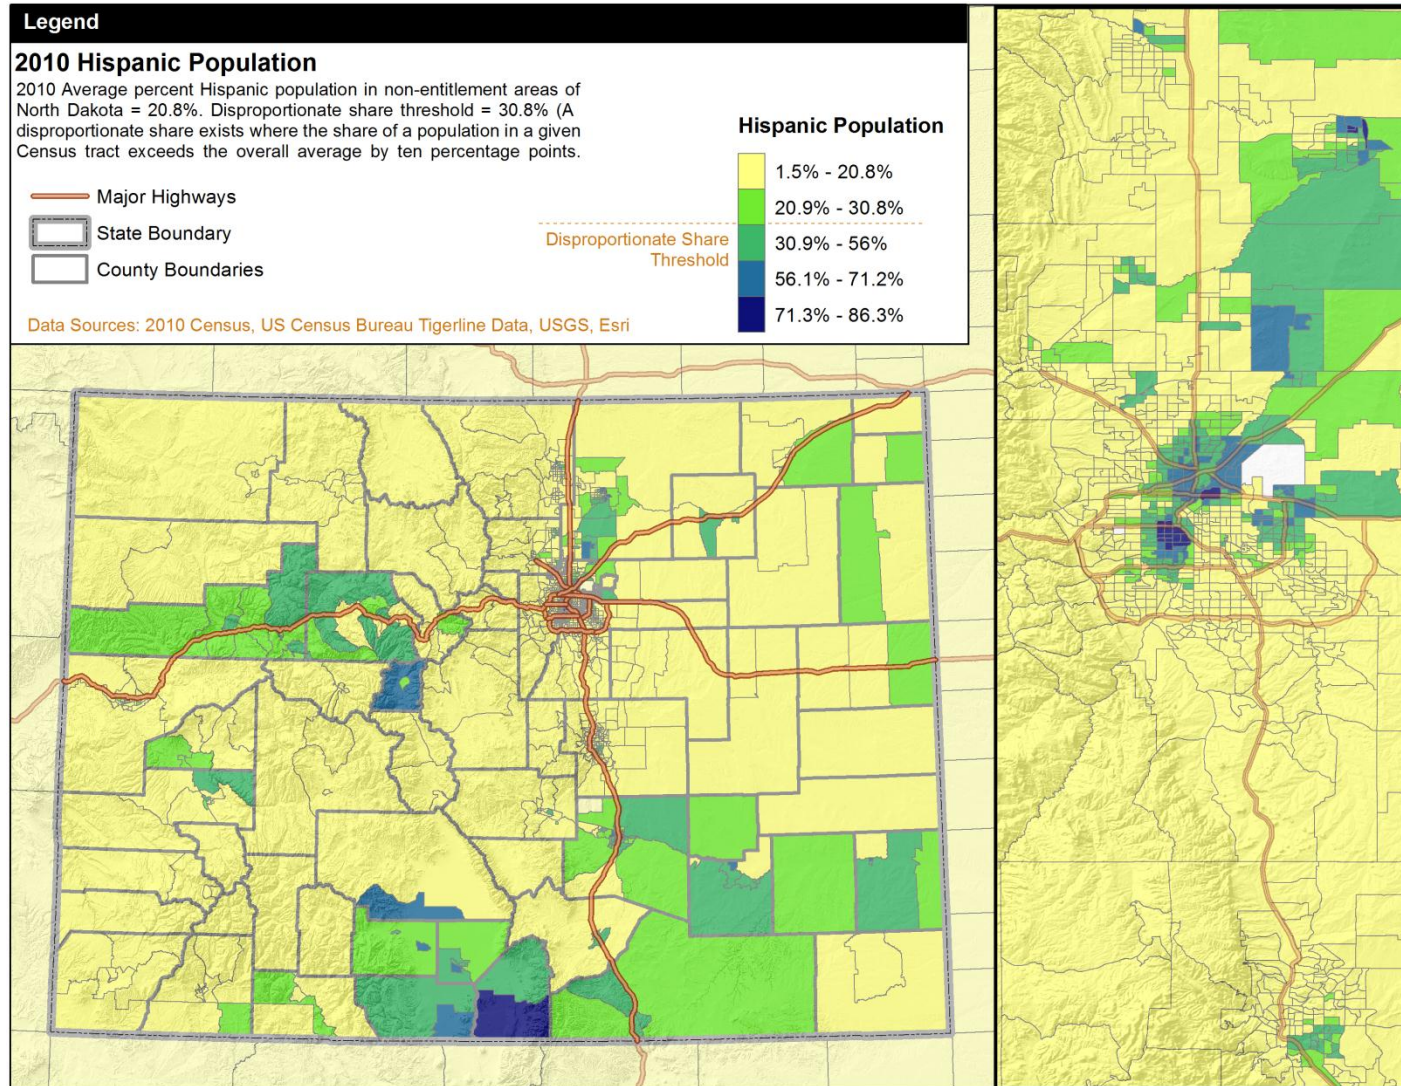 Legend
2010 Hispanic Population
2010 Average percent Hispanic population in non-entitlement areas of
North Dakota = 20.8%. Disproportionate share threshold = 30.8% (A
disproportionate share exists where the share of a population in a given
Census tract exceeds the overall average by ten percentage points.
Major Highways
State Boundary
County Boundaries
Data Sources: 2010 Census, US Census Bureau Tigerline Data, USGS, Esri
Hispanic Population
1.5% - 20.8%
20.9% - 30.8%
Disproportionate Share
Threshold
30.9% - 56%
56.1% - 71.2%
71.3% - 86.3%